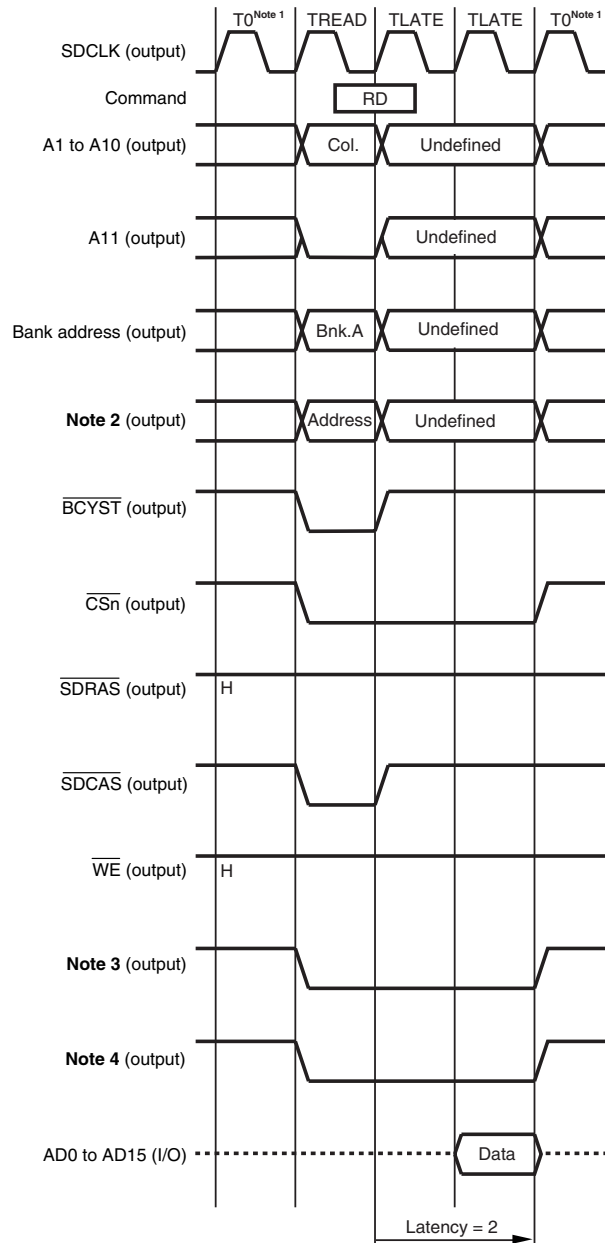 T0Note 1 TREAD TLATE TLATE T0Note 1
SDCLK (output)
Command RD
A1 to A10 (output) Col. Undefined
A11 (output) Undefined
Bank address (output) Bnk.A Undefined
Note 2 (output) Address Undefined
BCYST (output)
CSn (output)
SDRAS (output) H
SDCAS (output)
WE (output) H
Note 3 (output)
Note 4 (output)
AD0 to AD15 (I/O) Data
Latency = 2